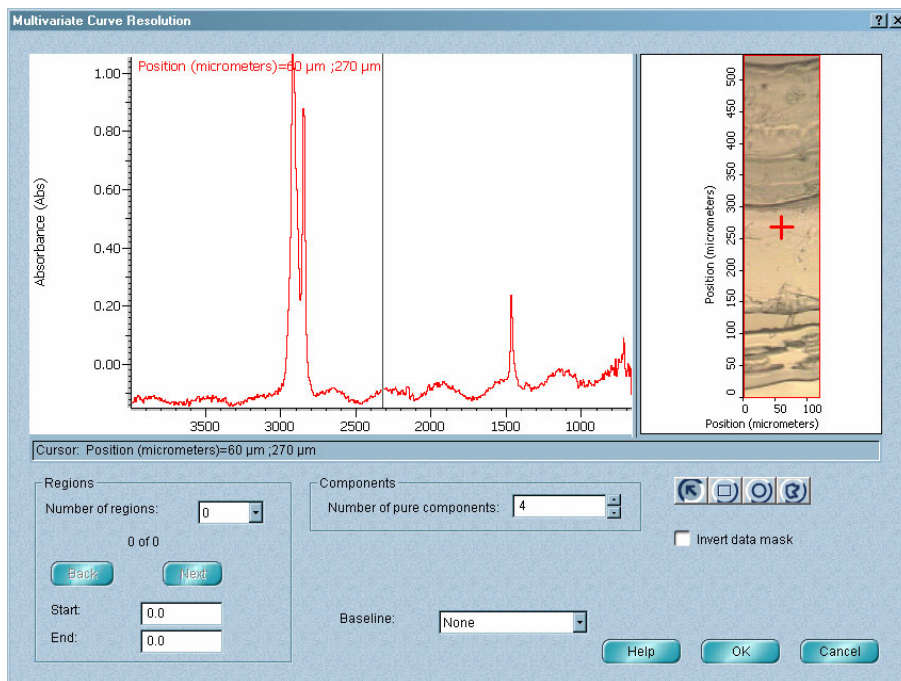 Multivariate Curve Resolution
Position (micrometers)=60 µm ;270 µm
Absorbance (Abs)
1.00
0.80
0.60
0.40
0.20
0.00
3500 3000 2500 2000 1500 1000
Position (micrometers)
500
450
400
350
300
250
200
150
100
50
0
0 50 100
Position (micrometers)
Cursor: Position (micrometers)=60 µm ;270 µm
Regions
Number of regions: 0
0 of 0
Back Next
Start: 0.0
End: 0.0
Components
Number of pure components: 4
Baseline: None
Invert data mask
Help OK Cancel